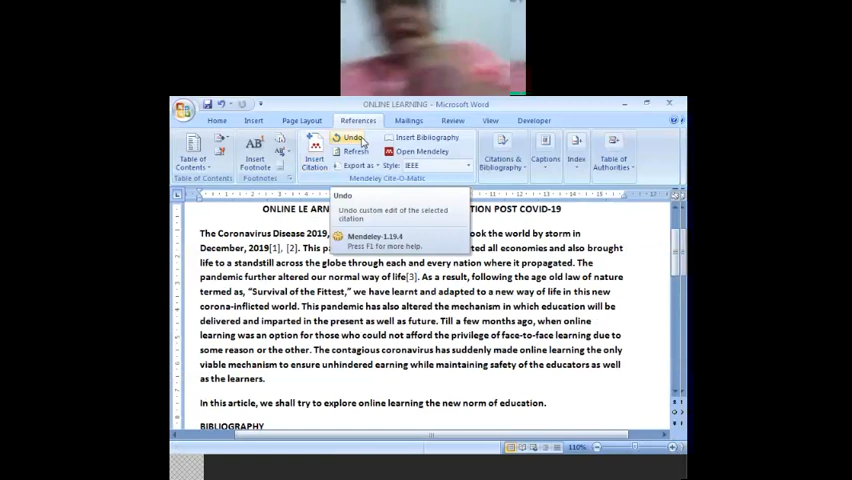 ONLINE LEARNING - Microsoft Word
Home Insert Page Layout References Mailings Review View Developer
Table of Contents
Table of Contents
AB¹
Insert Footnote
Footnotes
Insert Citation
Undo
Refresh
Export as
Insert Bibliography
Open Mendeley
Style: IEEE
Mendeley Cite-O-Matic
Citations & Bibliography
Captions
Index
Table of Authorities
Undo
Undo custom edit of the selected
citation
Mendeley-1.19.4
Press F1 for more help.
ONLINE LE ARN TION POST COVID-19
The Coronavirus Disease 2019, ook the world by storm in
December, 2019[1], [2]. This pa ted all economies and also brought
life to a standstill across the globe through each and every nation where it propagated. The
pandemic further altered our normal way of life[3]. As a result, following the age old law of nature
termed as, “Survival of the Fittest,” we have learnt and adapted to a new way of life in this new
corona-inflicted world. This pandemic has also altered the mechanism in which education will be
delivered and imparted in the present as well as future. Till a few months ago, when online
learning was an option for those who could not afford the privilege of face-to-face learning due to
some reason or the other. The contagious coronavirus has suddenly made online learning the only
viable mechanism to ensure unhindered earning while maintaining safety of the educators as well
as the learners.
In this article, we shall try to explore online learning the new norm of education.
BIBLIOGRAPHY
110%